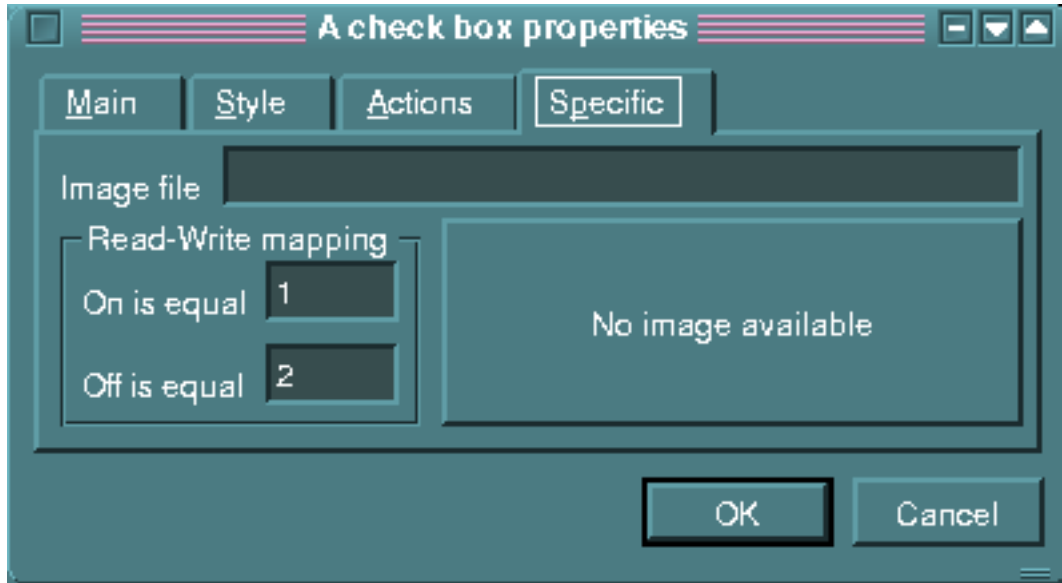 A check box properties
Main Style Actions Specific
Image file
Read-Write mapping
On is equal 1
Off is equal 2
No image available
OK Cancel